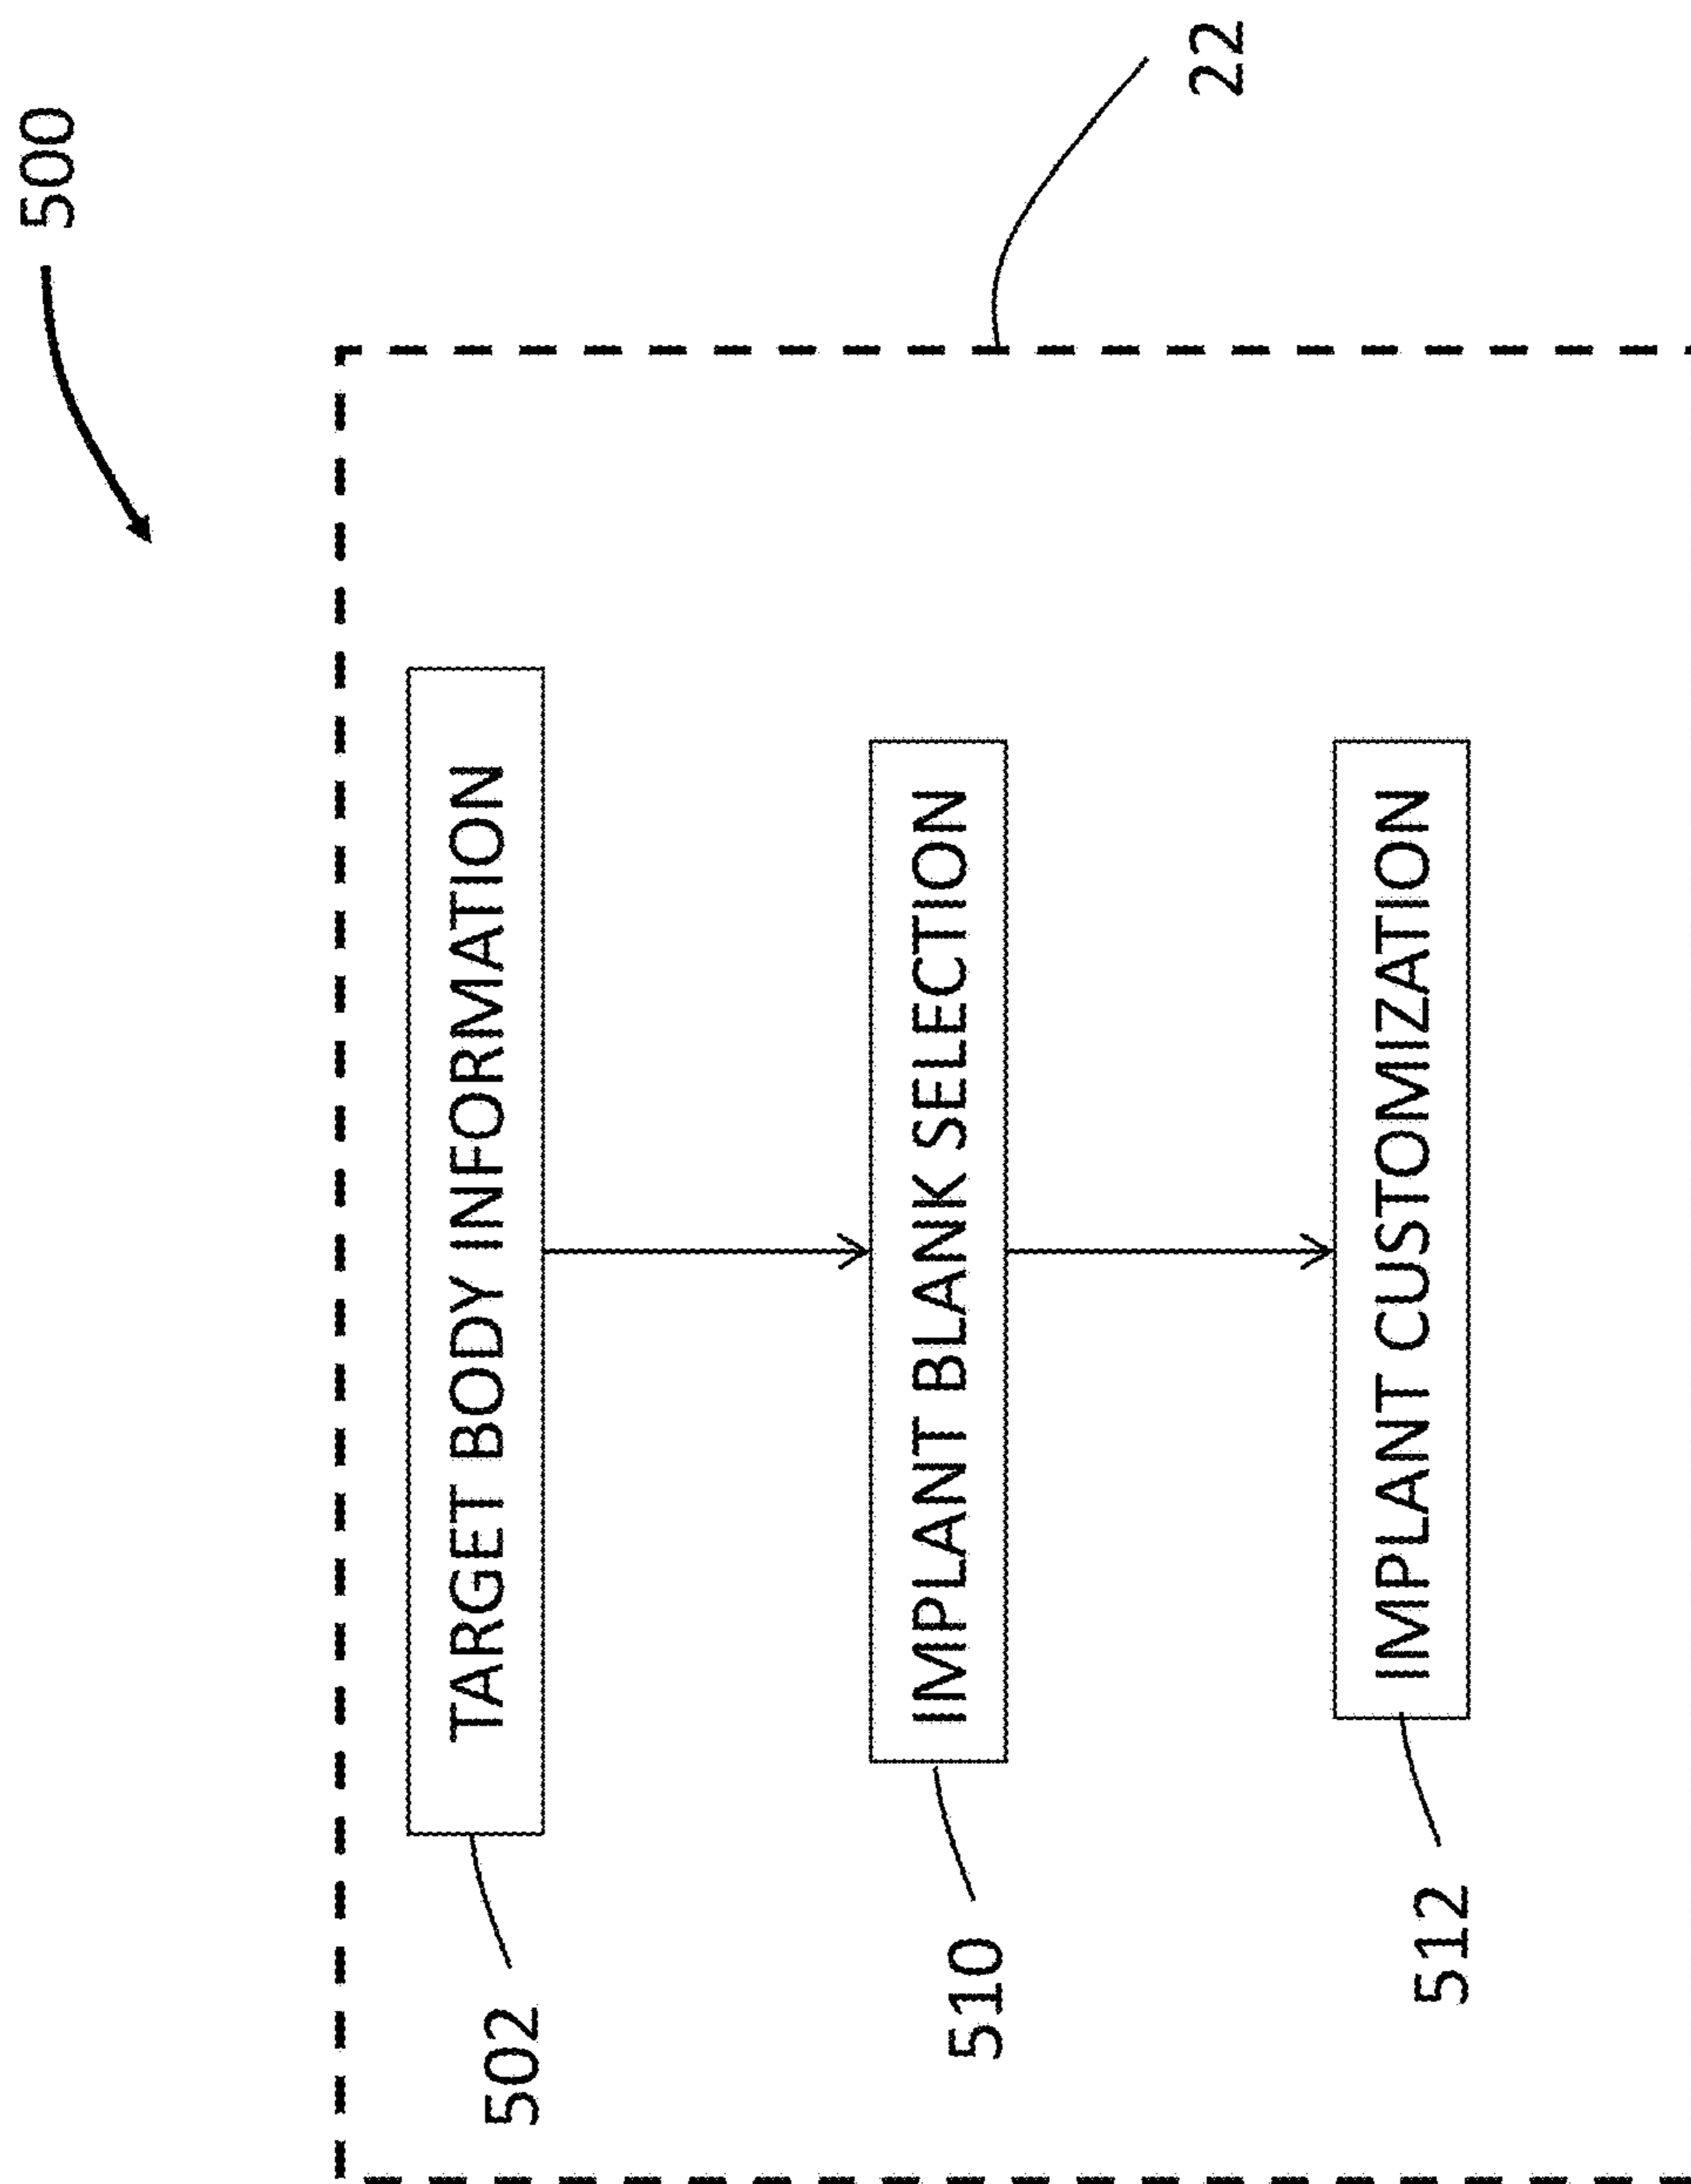 500
22
502
TARGET BODY INFORMATION
510
IMPLANT BLANK SELECTION
512
IMPLANT CUSTOMIZATION